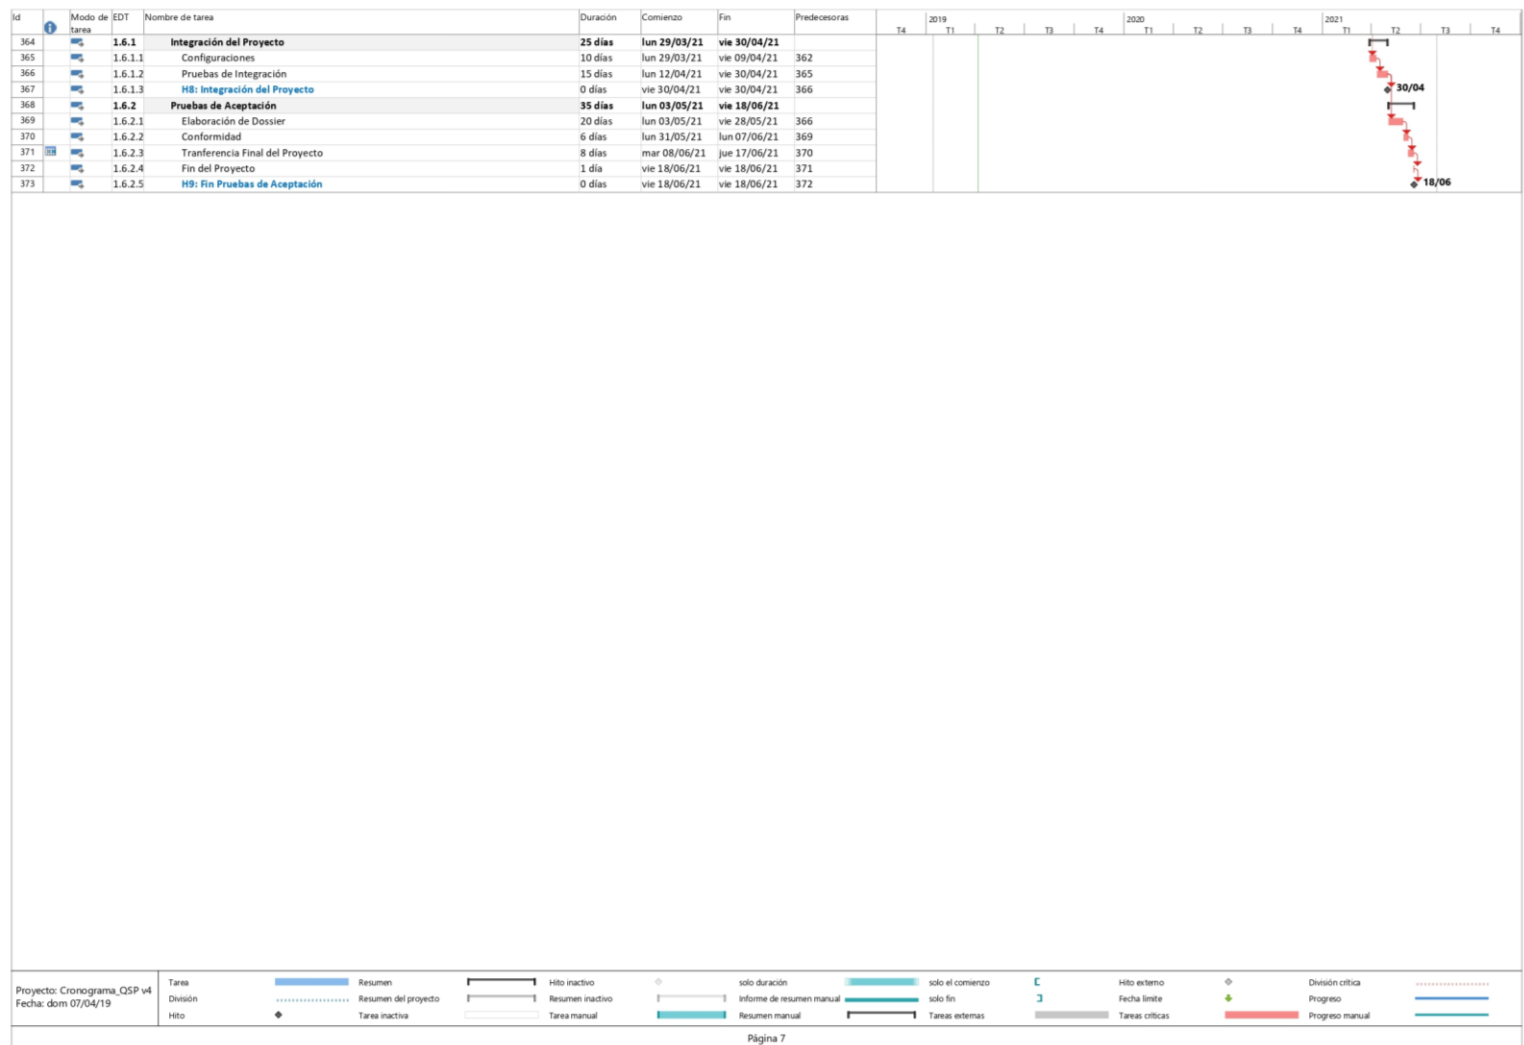 Id Modo de tarea EDT Nombre de tarea Duración Comienzo Fin Predecesoras
2019 2020 2021
T4 T1 T2 T3 T4 T1 T2 T3 T4 T1 T2 T3 T4
364 1.6.1 Integración del Proyecto 25 días lun 29/03/21 vie 30/04/21
365 1.6.1.1 Configuraciones 10 días lun 29/03/21 vie 09/04/21 362
366 1.6.1.2 Pruebas de Integración 15 días lun 12/04/21 vie 30/04/21 365
367 1.6.1.3 H8: Integración del Proyecto 0 días vie 30/04/21 vie 30/04/21 366 30/04
368 1.6.2 Pruebas de Aceptación 35 días lun 03/05/21 vie 18/06/21
369 1.6.2.1 Elaboración de Dossier 20 días lun 03/05/21 vie 28/05/21 366
370 1.6.2.2 Conformidad 6 días lun 31/05/21 lun 07/06/21 369
371 1.6.2.3 Tranferencia Final del Proyecto 8 días mar 08/06/21 jue 17/06/21 370
372 1.6.2.4 Fin del Proyecto 1 día vie 18/06/21 vie 18/06/21 371
373 1.6.2.5 H9: Fin Pruebas de Aceptación 0 días vie 18/06/21 vie 18/06/21 372 18/06
Proyecto: Cronograma_QSP v4
Fecha: dom 07/04/19
Tarea Resumen Hito inactivo solo duración solo el comienzo Hito externo División crítica
División Resumen del proyecto Resumen inactivo Informe de resumen manual solo fin Fecha límite Progreso
Hito Tarea inactiva Tarea manual Resumen manual Tareas externas Tareas críticas Progreso manual
Página 7